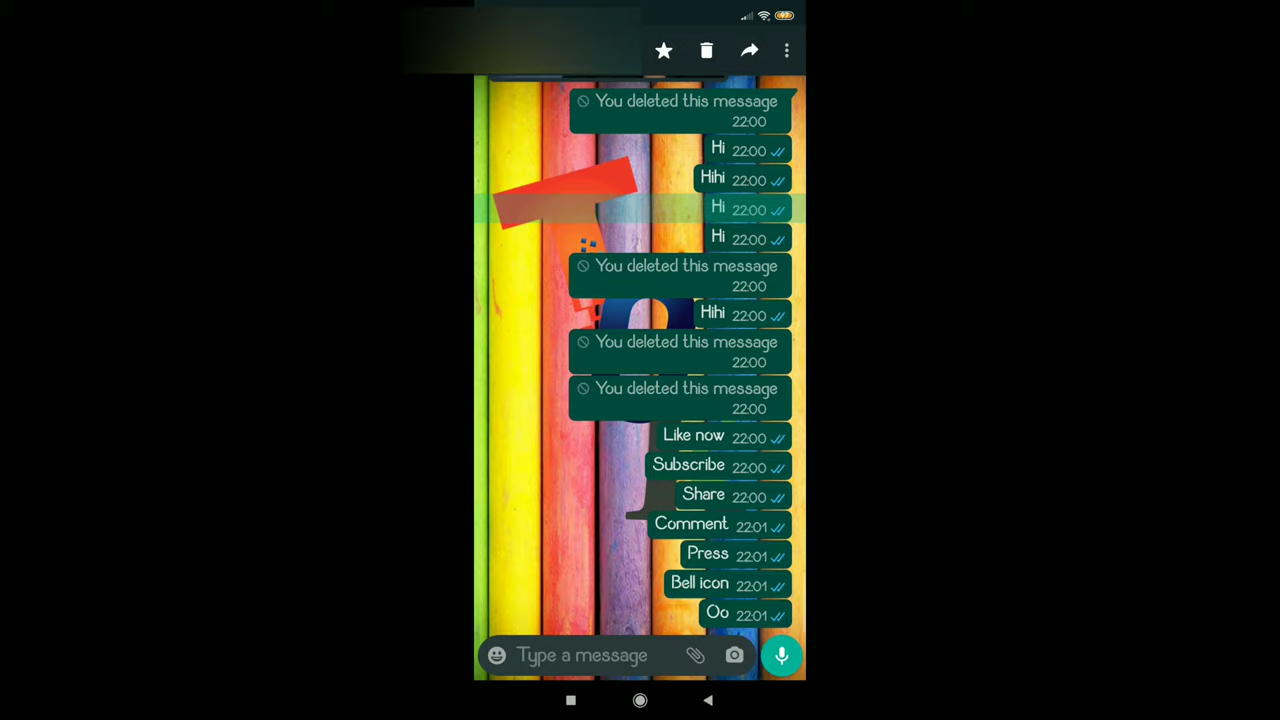 97
You deleted this message
22:00
Hi 22:00
Hihi 22:00
Hi 22:00
Hi 22:00
You deleted this message
22:00
Hihi 22:00
You deleted this message
22:00
You deleted this message
22:00
Like now 22:00
Subscribe 22:00
Share 22:00
Comment 22:01
Press 22:01
Bell icon 22:01
Oo 22:01
Type a message